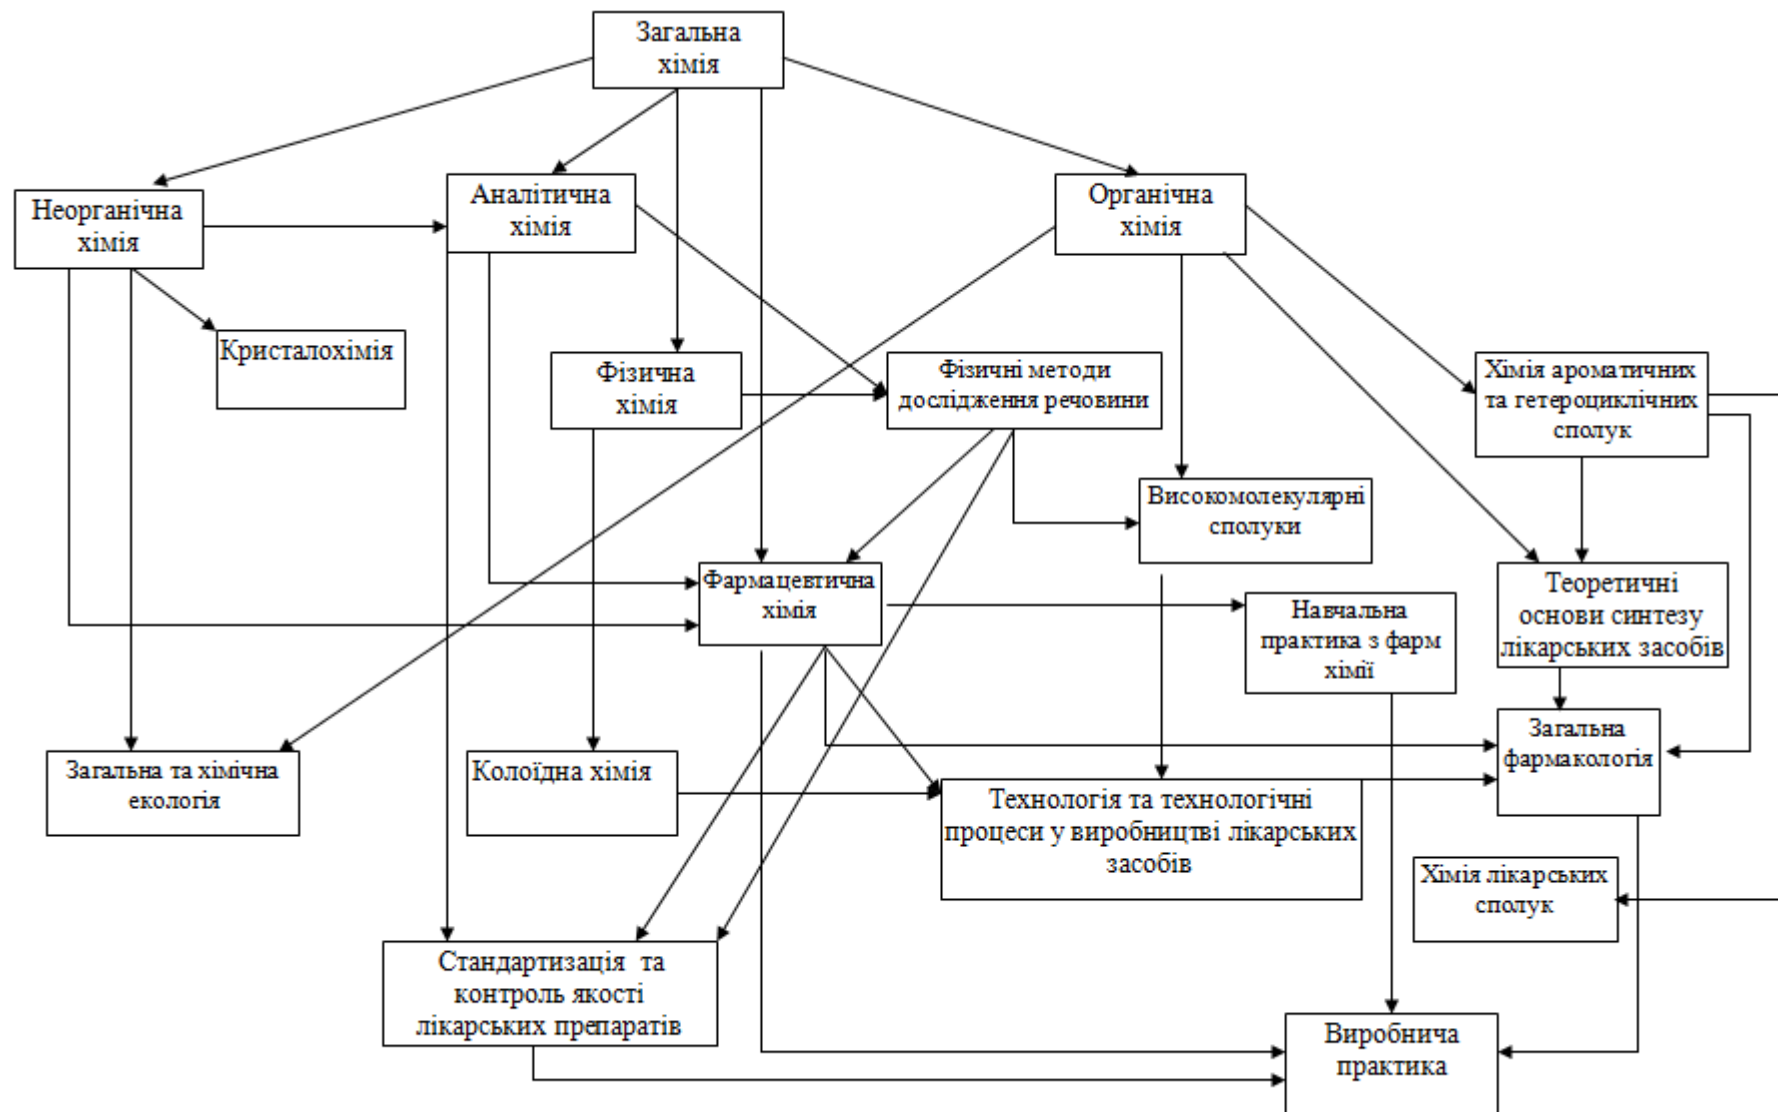 Загальна
хімія
Неорганічна
хімія
Аналітична
хімія
Органічна
хімія
Кристалохімія
Фізична
хімія
Фізичні методи
дослідження речовини
Хімія ароматичних
та гетероциклічних
сполук
Високомолекулярні
сполуки
Фармацевтична
хімія
Навчальна
практика з фарм
хімії
Теоретичні
основи синтезу
лікарських засобів
Загальна та хімічна
екологія
Колоїдна хімія
Технологія та технологічні
процеси у виробництві лікарських
засобів
Загальна
фармакологія
Хімія лікарських
сполук
Стандартизація та
контроль якості
лікарських препаратів
Виробнича
практика